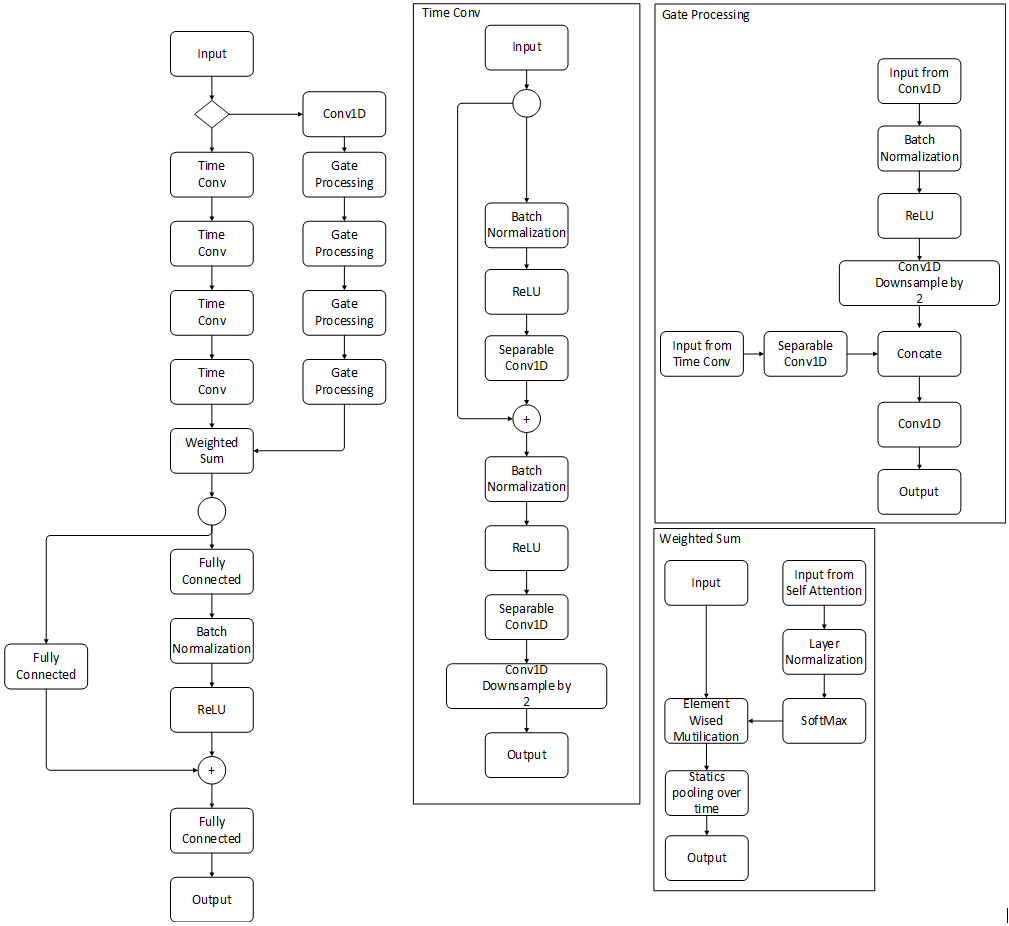 Input
Conv1D
Time
Conv
Gate
Processing
Time
Conv
Gate
Processing
Time
Conv
Gate
Processing
Time
Conv
Gate
Processing
Weighted
Sum
Fully
Connected
Batch
Normalization
Fully
Connected
ReLU
+
Fully
Connected
Output
Time Conv
Input
Batch
Normalization
ReLU
Separable
Conv1D
+
Batch
Normalization
ReLU
Separable
Conv1D
Conv1D
Downsample by
2
Output
Gate Processing
Input from
Conv1D
Batch
Normalization
ReLU
Conv1D
Downsample by
2
Input from
Time Conv
Separable
Conv1D
Concate
Conv1D
Output
Weighted Sum
Input
Input from
Self Attention
Layer
Normalization
Element
Wised
Mutilication
SoftMax
Statics
pooling over
time
Output